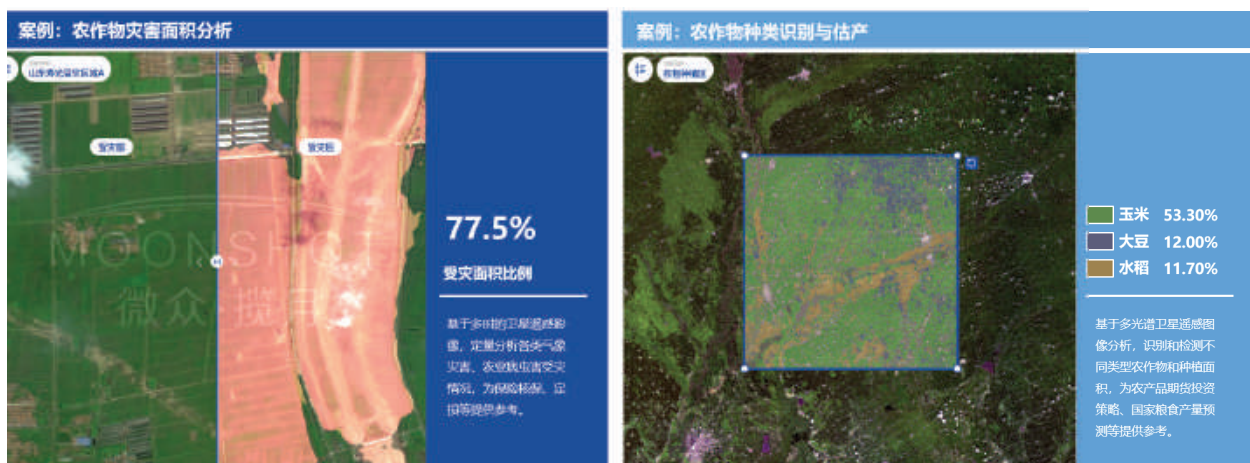 案例：农作物灾害面积分析
受灾前
受灾后
MOONSHOT
微众·揽月
77.5%
受灾面积比例
基于多时相卫星遥感影
像，定量分析各类气象
灾害、农业病虫害受灾
情况，为保险核保、定
损等提供参考。
案例：农作物种类识别与估产
玉米 53.30%
大豆 12.00%
水稻 11.70%
基于多光谱卫星遥感图
像分析，识别和检测不
同类型农作物和种植面
积，为农产品期货投资
策略、国家粮食产量预
测等提供参考。